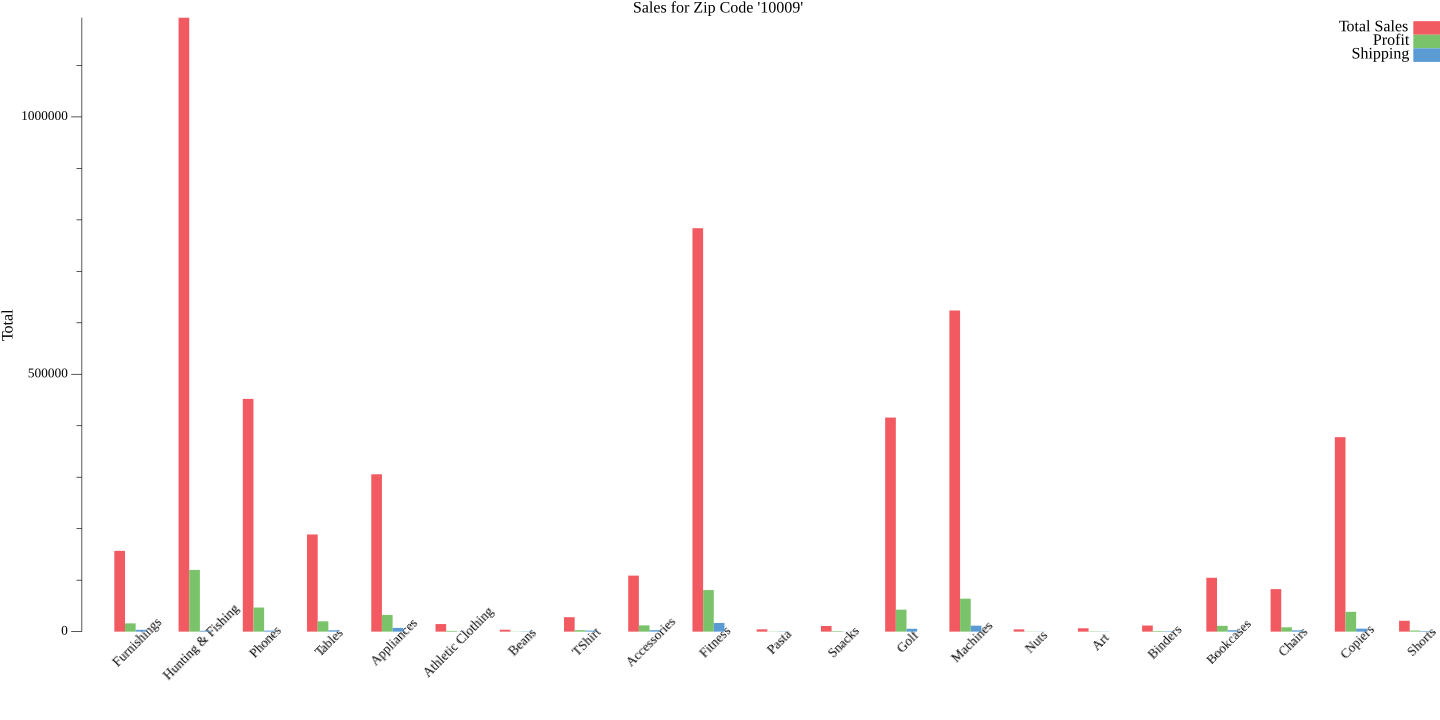 Sales for Zip Code '10009'
Total Sales
Profit
Shipping
1000000
500000
0
Total
Furnishings
Hunting & Fishing
Phones
Tables
Appliances
Athletic Clothing
Beans
TShirt
Accessories
Fitness
Pasta
Snacks
Golf
Machines
Nuts
Art
Binders
Bookcases
Chairs
Copiers
Shorts